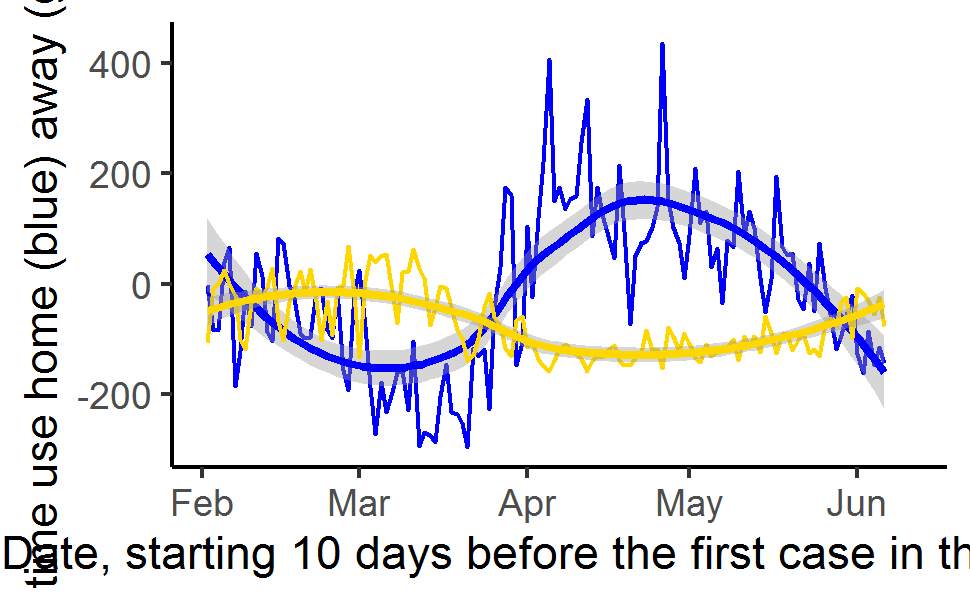 time use home (blue) away (g
400
200
0
-200
Feb Mar Apr May Jun
Date, starting 10 days before the first case in th